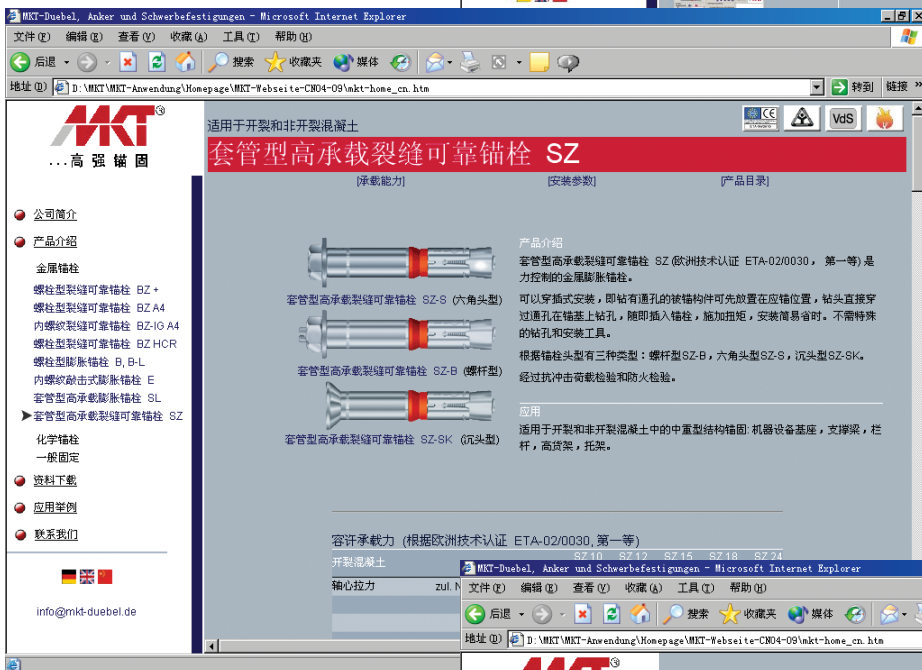 MKT-Duebel, Anker und Schwerbefestigungen - Microsoft Internet Explorer
文件(F) 编辑(E) 查看(V) 收藏(A) 工具(T) 帮助(H)
后退 搜索 收藏夹 媒体
地址(D) D:\MKT\MKT-Anwendung\Homepage\MKT-Webseite-CN04-09\mkt-home_cn.htm 转到 链接 »
MKT®
...高强锚固
公司简介
产品介绍
金属锚栓
螺栓型裂缝可靠锚栓 BZ+
螺栓型裂缝可靠锚栓 BZ A4
内螺纹裂缝可靠锚栓 BZ-IG A4
螺栓型裂缝可靠锚栓 BZ HCR
螺栓型膨胀锚栓 B, B-L
内螺纹敲击式膨胀锚栓 E
套管型高承载膨胀锚栓 SL
套管型高承载裂缝可靠锚栓 SZ
化学锚栓
一般固定
资料下载
应用举例
联系我们
info@mkt-duebel.de
适用于开裂和非开裂混凝土
CE
VdS
套管型高承载裂缝可靠锚栓 SZ
[承载能力] [安装参数] [产品目录]
套管型高承载裂缝可靠锚栓 SZ-S (六角头型)
套管型高承载裂缝可靠锚栓 SZ-B (螺杆型)
套管型高承载裂缝可靠锚栓 SZ-SK (沉头型)
产品介绍
套管型高承载裂缝可靠锚栓 SZ(欧洲技术认证 ETA-02/0030, 第一等) 是
力控制的金属膨胀锚栓。
可以穿插式安装,即钻有通孔的被锚构件可先放置在应锚位置,钻头直接穿
过通孔在锚基上钻孔,随即插入锚栓,施加扭矩,安装简易省时。不需特殊
的钻孔和安装工具。
根据锚栓头型有三种类型:螺杆型SZ-B,六角头型SZ-S,沉头型SZ-SK。
经过抗冲击荷载检验和防火检验。
应用
适用于开裂和非开裂混凝土中的中重型结构锚固:机器设备基座,支撑梁,栏
杆,高货架,托架。
容许承载力 (根据欧洲技术认证 ETA-02/0030,第一等)
开裂混凝土 SZ 10 SZ 12 SZ 15 SZ 18 SZ 24
轴心拉力 zul. N
MKT-Duebel, Anker und Schwerbefestigungen - Microsoft Internet Explorer
文件(F) 编辑(E) 查看(V) 收藏(A) 工具(T) 帮助(H)
后退 搜索 收藏夹 媒体
地址(D) D:\MKT\MKT-Anwendung\Homepage\MKT-Webseite-CN04-09\mkt-home_cn.htm